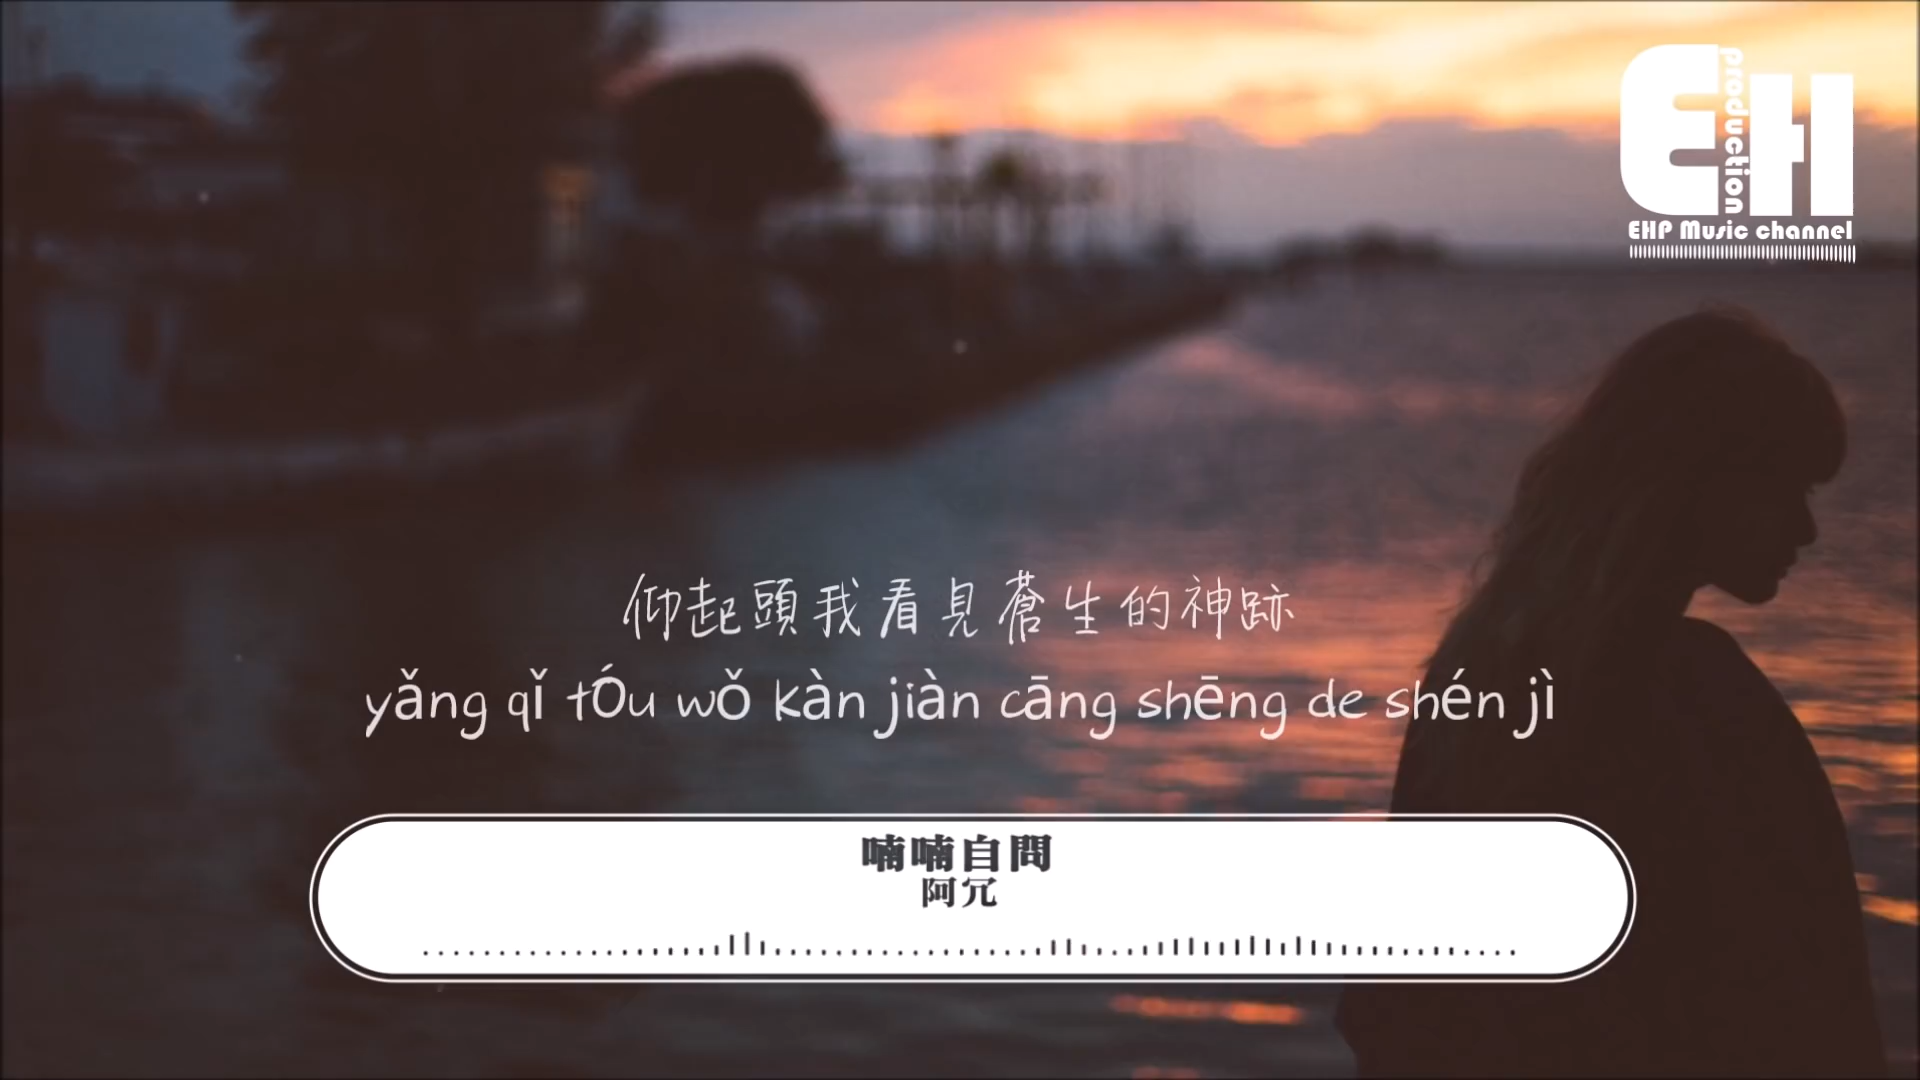 EH
production
EHP Music channel
仰起頭我看見蒼生的神跡
yǎng qǐ tóu wǒ kàn jiàn cāng shēng de shén jì
喃喃自問
阿冗